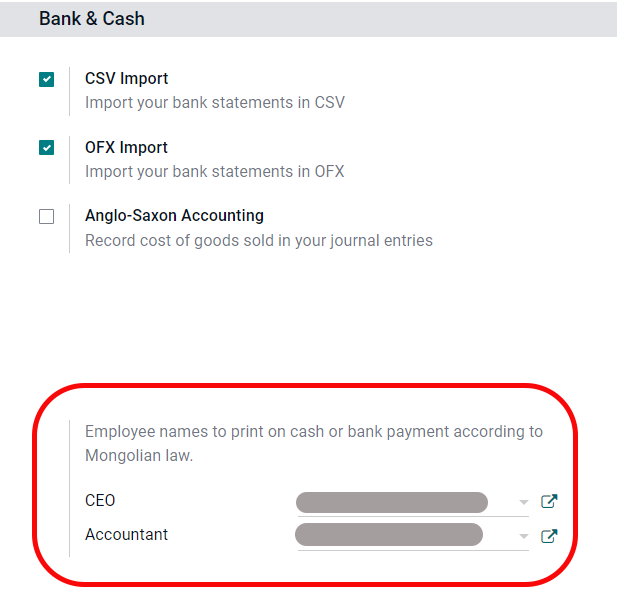 Bank & Cash
CSV Import
Import your bank statements in CSV
OFX Import
Import your bank statements in OFX
Anglo-Saxon Accounting
Record cost of goods sold in your journal entries
Employee names to print on cash or bank payment according to
Mongolian law.
CEO
Accountant